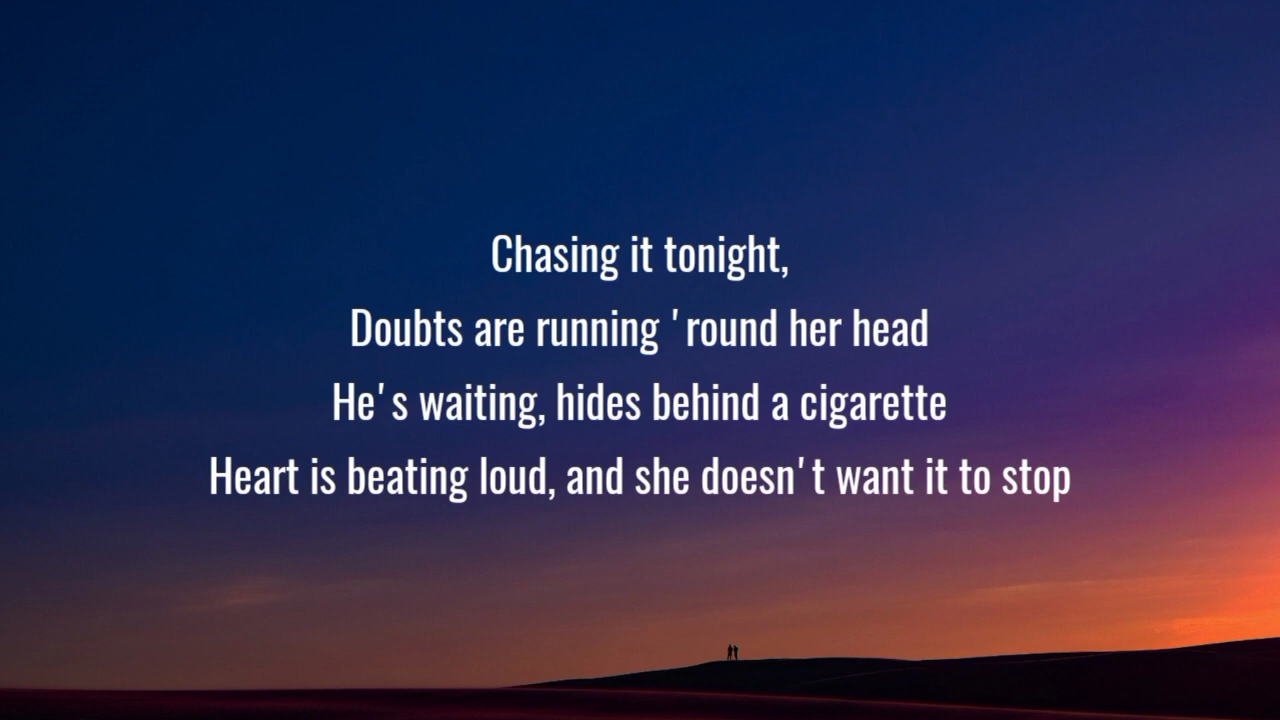 Chasing it tonight,
Doubts are running 'round her head
He's waiting, hides behind a cigarette
Heart is beating loud, and she doesn't want it to stop